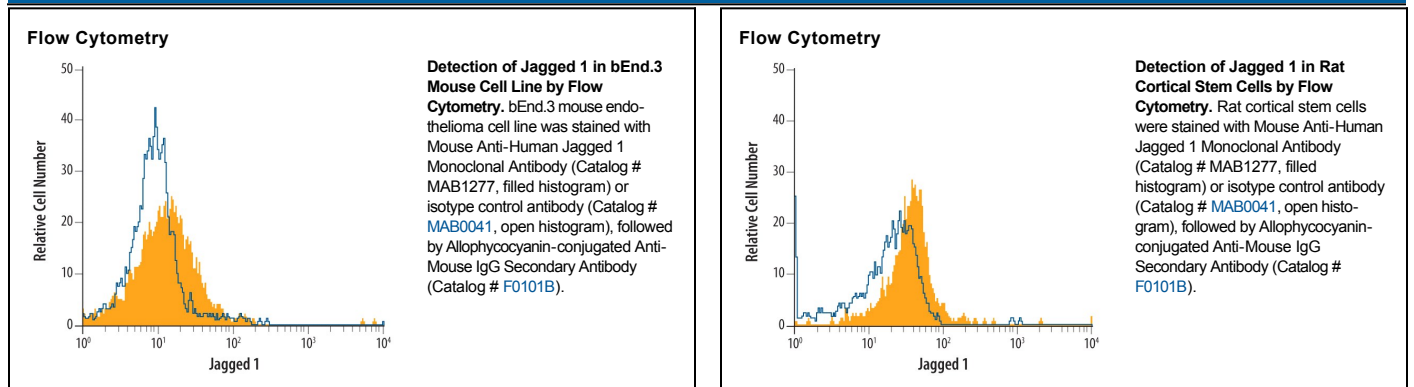 Flow Cytometry
50
40
30
20
10
0
Relative Cell Number
10⁰ 10¹ 10² 10³ 10⁴
Jagged 1
Detection of Jagged 1 in bEnd.3
Mouse Cell Line by Flow
Cytometry. bEnd.3 mouse endo-
thelioma cell line was stained with
Mouse Anti-Human Jagged 1
Monoclonal Antibody (Catalog #
MAB1277, filled histogram) or
isotype control antibody (Catalog #
MAB0041, open histogram), followed
by Allophycocyanin-conjugated Anti-
Mouse IgG Secondary Antibody
(Catalog # F0101B).
Flow Cytometry
50
40
30
20
10
0
Relative Cell Number
10⁰ 10¹ 10² 10³ 10⁴
Jagged 1
Detection of Jagged 1 in Rat
Cortical Stem Cells by Flow
Cytometry. Rat cortical stem cells
were stained with Mouse Anti-Human
Jagged 1 Monoclonal Antibody
(Catalog # MAB1277, filled
histogram) or isotype control antibody
(Catalog # MAB0041, open histo-
gram), followed by Allophycocyanin-
conjugated Anti-Mouse IgG
Secondary Antibody (Catalog #
F0101B).